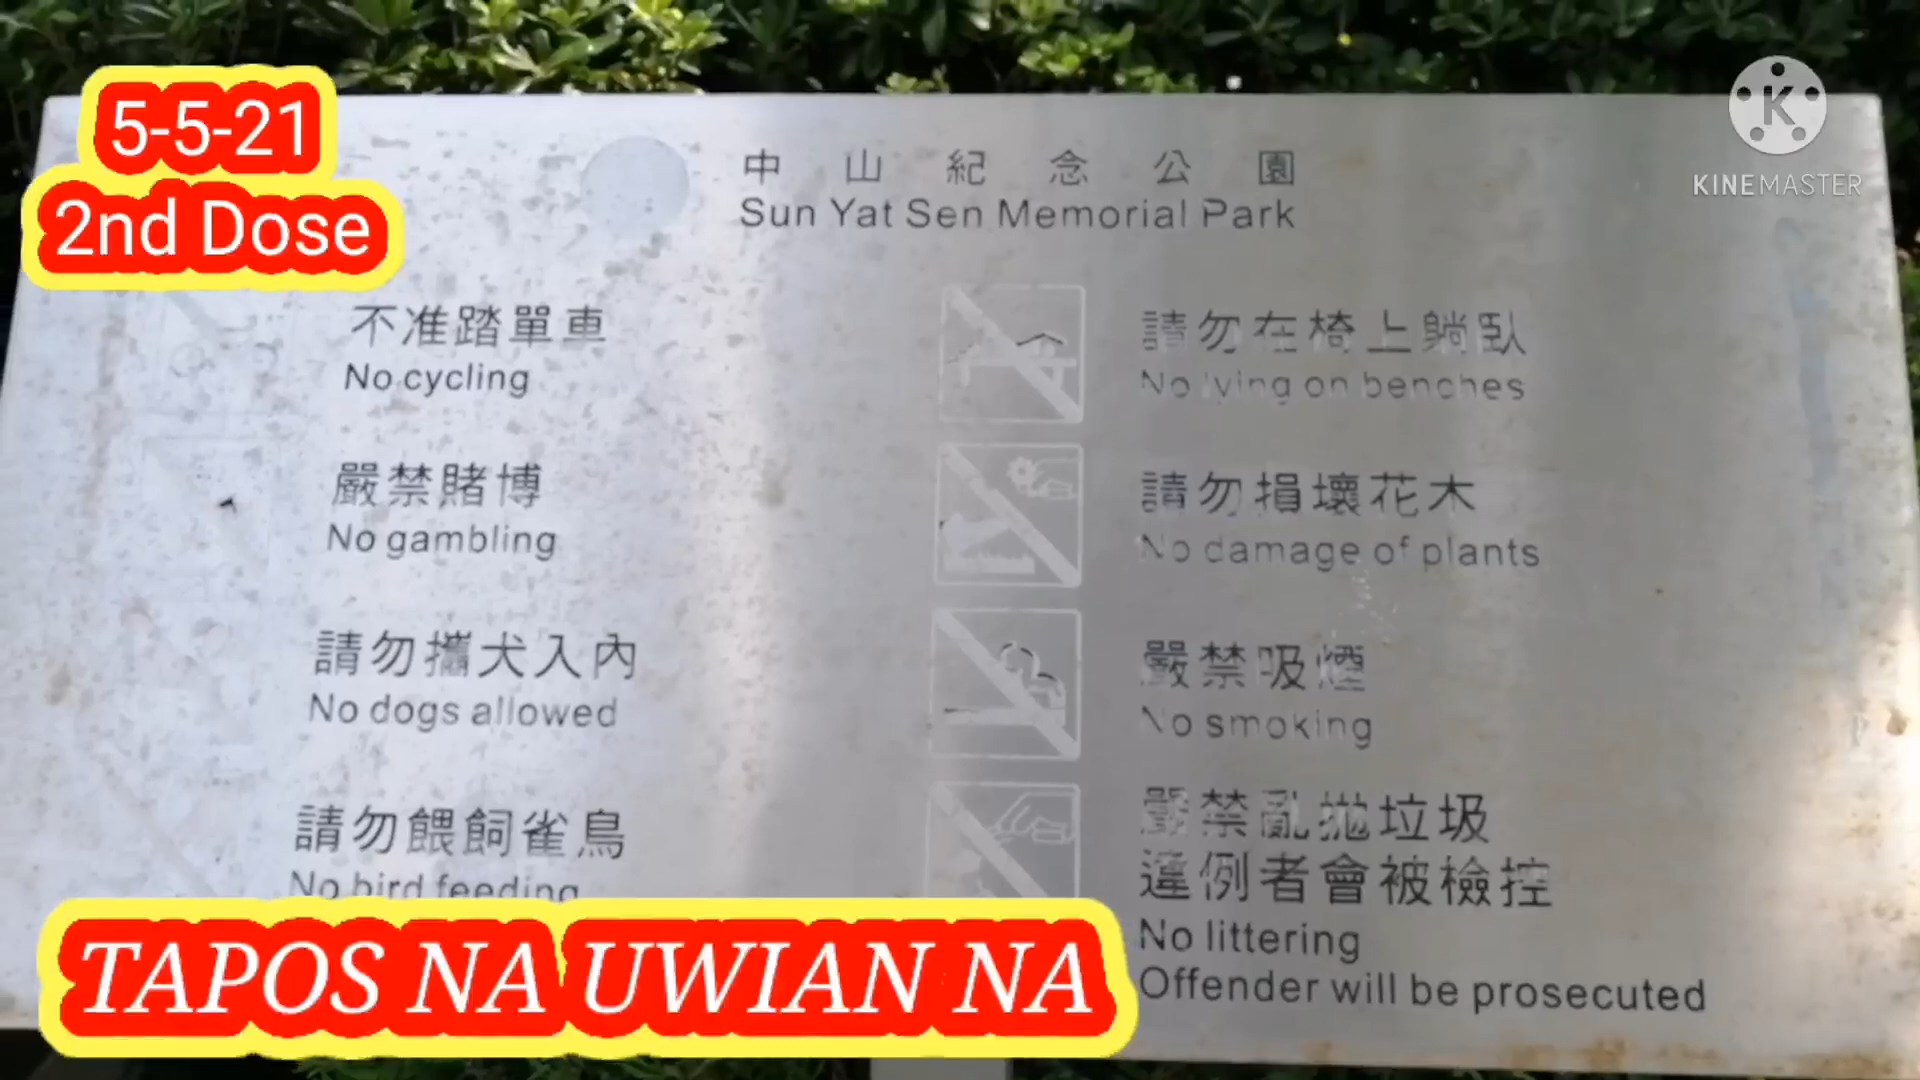 5-5-21
2nd Dose
KINEMASTER
中山紀念公園
Sun Yat Sen Memorial Park
不准踏單車
No cycling
嚴禁賭博
No gambling
請勿攜犬入內
No dogs allowed
請勿餵飼雀鳥
No bird feeding
請勿在椅上躺臥
No lying on benches
請勿損壞花木
No damage of plants
嚴禁吸煙
No smoking
嚴禁亂拋垃圾
違例者會被檢控
No littering
Offender will be prosecuted
TAPOS NA UWIAN NA